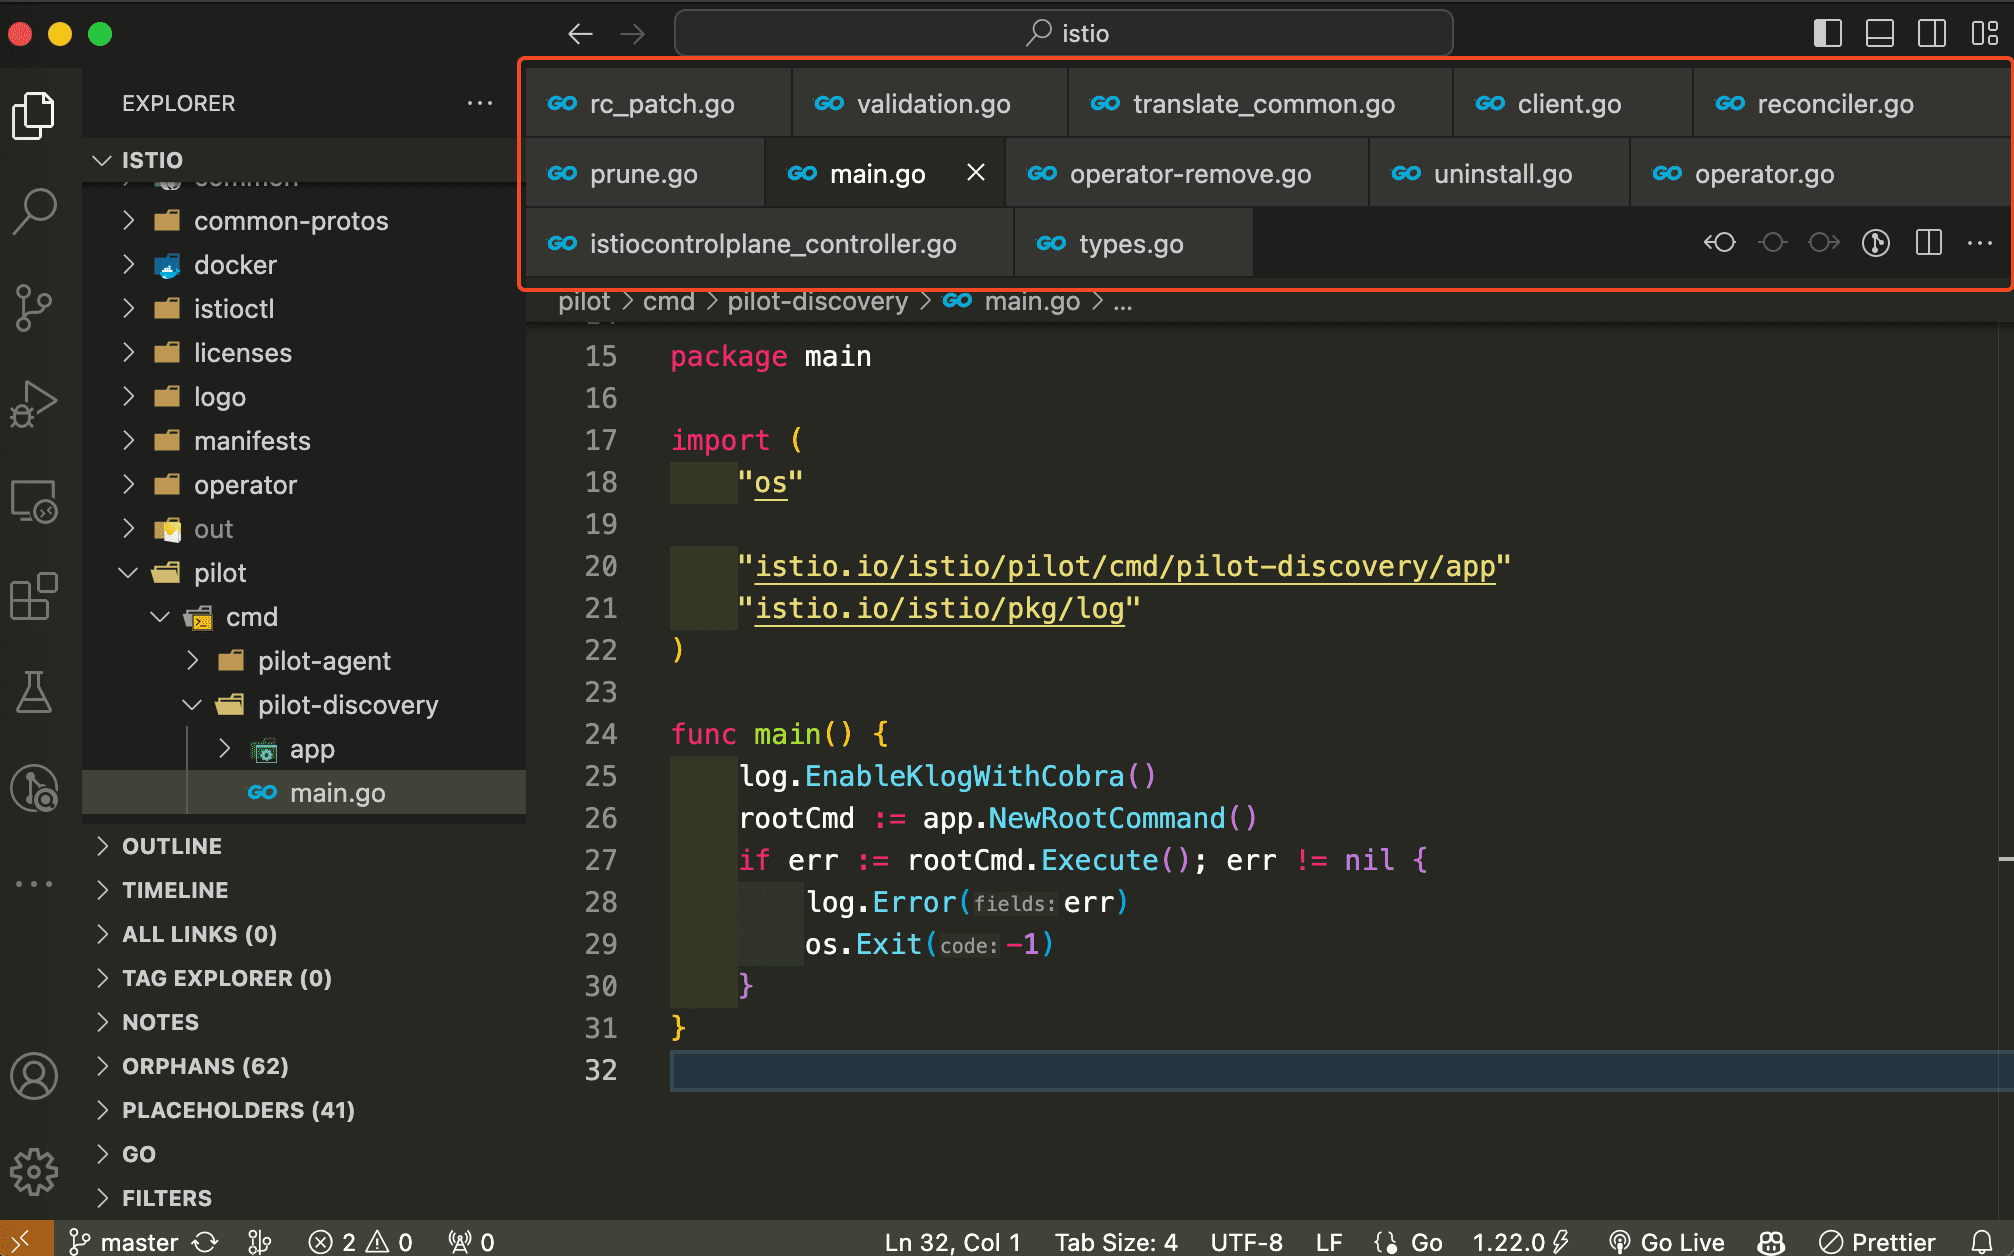 istio
EXPLORER
rc_patch.go validation.go translate_common.go client.go reconciler.go
prune.go main.go operator-remove.go uninstall.go operator.go
istiocontrolplane_controller.go types.go
pilot > cmd > pilot-discovery > main.go > ...
ISTIO
common
common-protos
docker
istioctl
licenses
logo
manifests
operator
out
pilot
cmd
pilot-agent
pilot-discovery
app
main.go
OUTLINE
TIMELINE
ALL LINKS (0)
TAG EXPLORER (0)
NOTES
ORPHANS (62)
PLACEHOLDERS (41)
GO
FILTERS
15 package main
16
17 import (
18 "os"
19
20 "istio.io/istio/pilot/cmd/pilot-discovery/app"
21 "istio.io/istio/pkg/log"
22 )
23
24 func main() {
25 log.EnableKlogWithCobra()
26 rootCmd := app.NewRootCommand()
27 if err := rootCmd.Execute(); err != nil {
28 log.Error(fields: err)
29 os.Exit(code: -1)
30 }
31 }
32
master 2 0 0 Ln 32, Col 1 Tab Size: 4 UTF-8 LF Go 1.22.0 Go Live Prettier